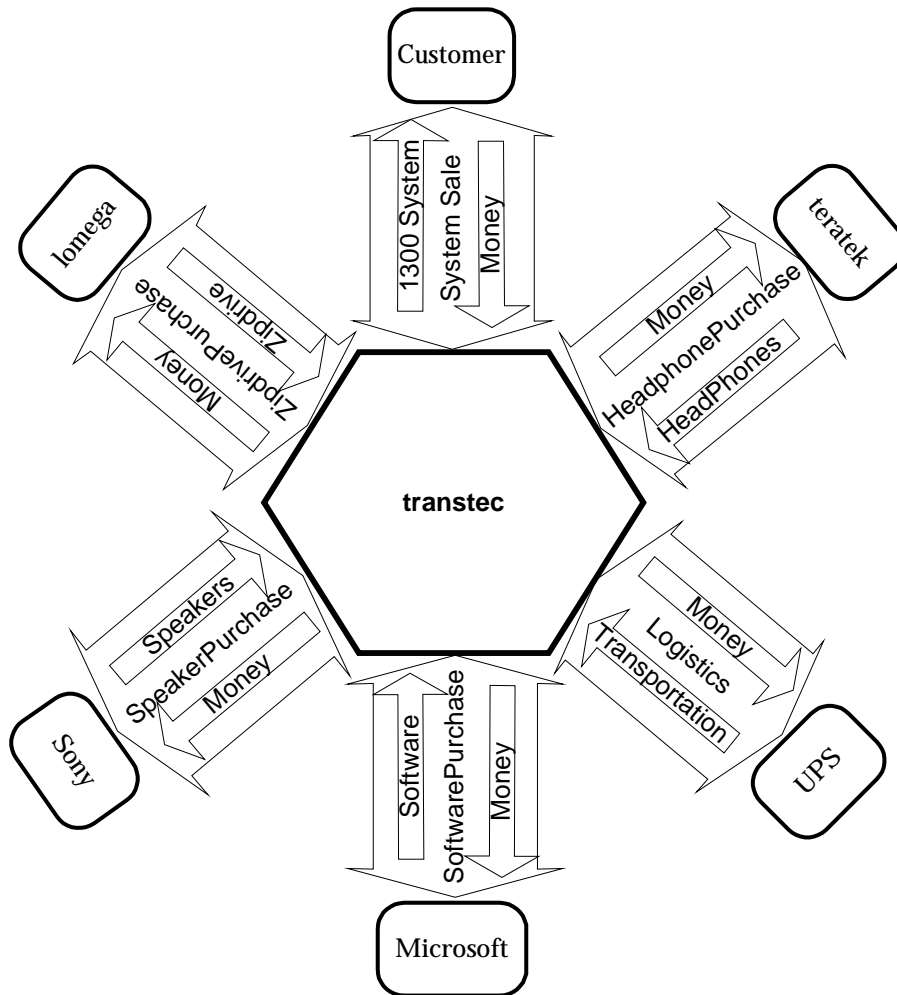 Customer
1300 System
System Sale
Money
Iomega
Zipdrive
ZipdrivePurchase
Money
teratek
Money
HeadphonePurchase
HeadPhones
transtec
Speakers
SpeakerPurchase
Money
Sony
Software
SoftwarePurchase
Money
Microsoft
Money
Logistics
Transportation
UPS